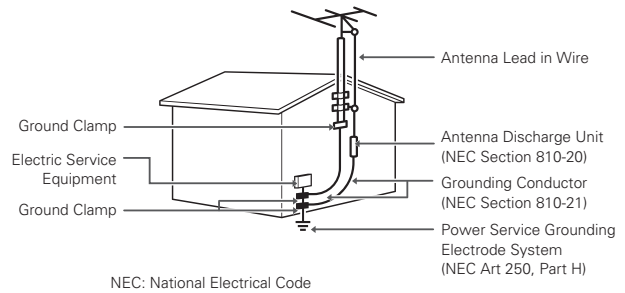 Antenna Lead in Wire
Ground Clamp
Antenna Discharge Unit
(NEC Section 810-20)
Electric Service
Equipment
Grounding Conductor
(NEC Section 810-21)
Ground Clamp
Power Service Grounding
Electrode System
(NEC Art 250, Part H)
NEC: National Electrical Code